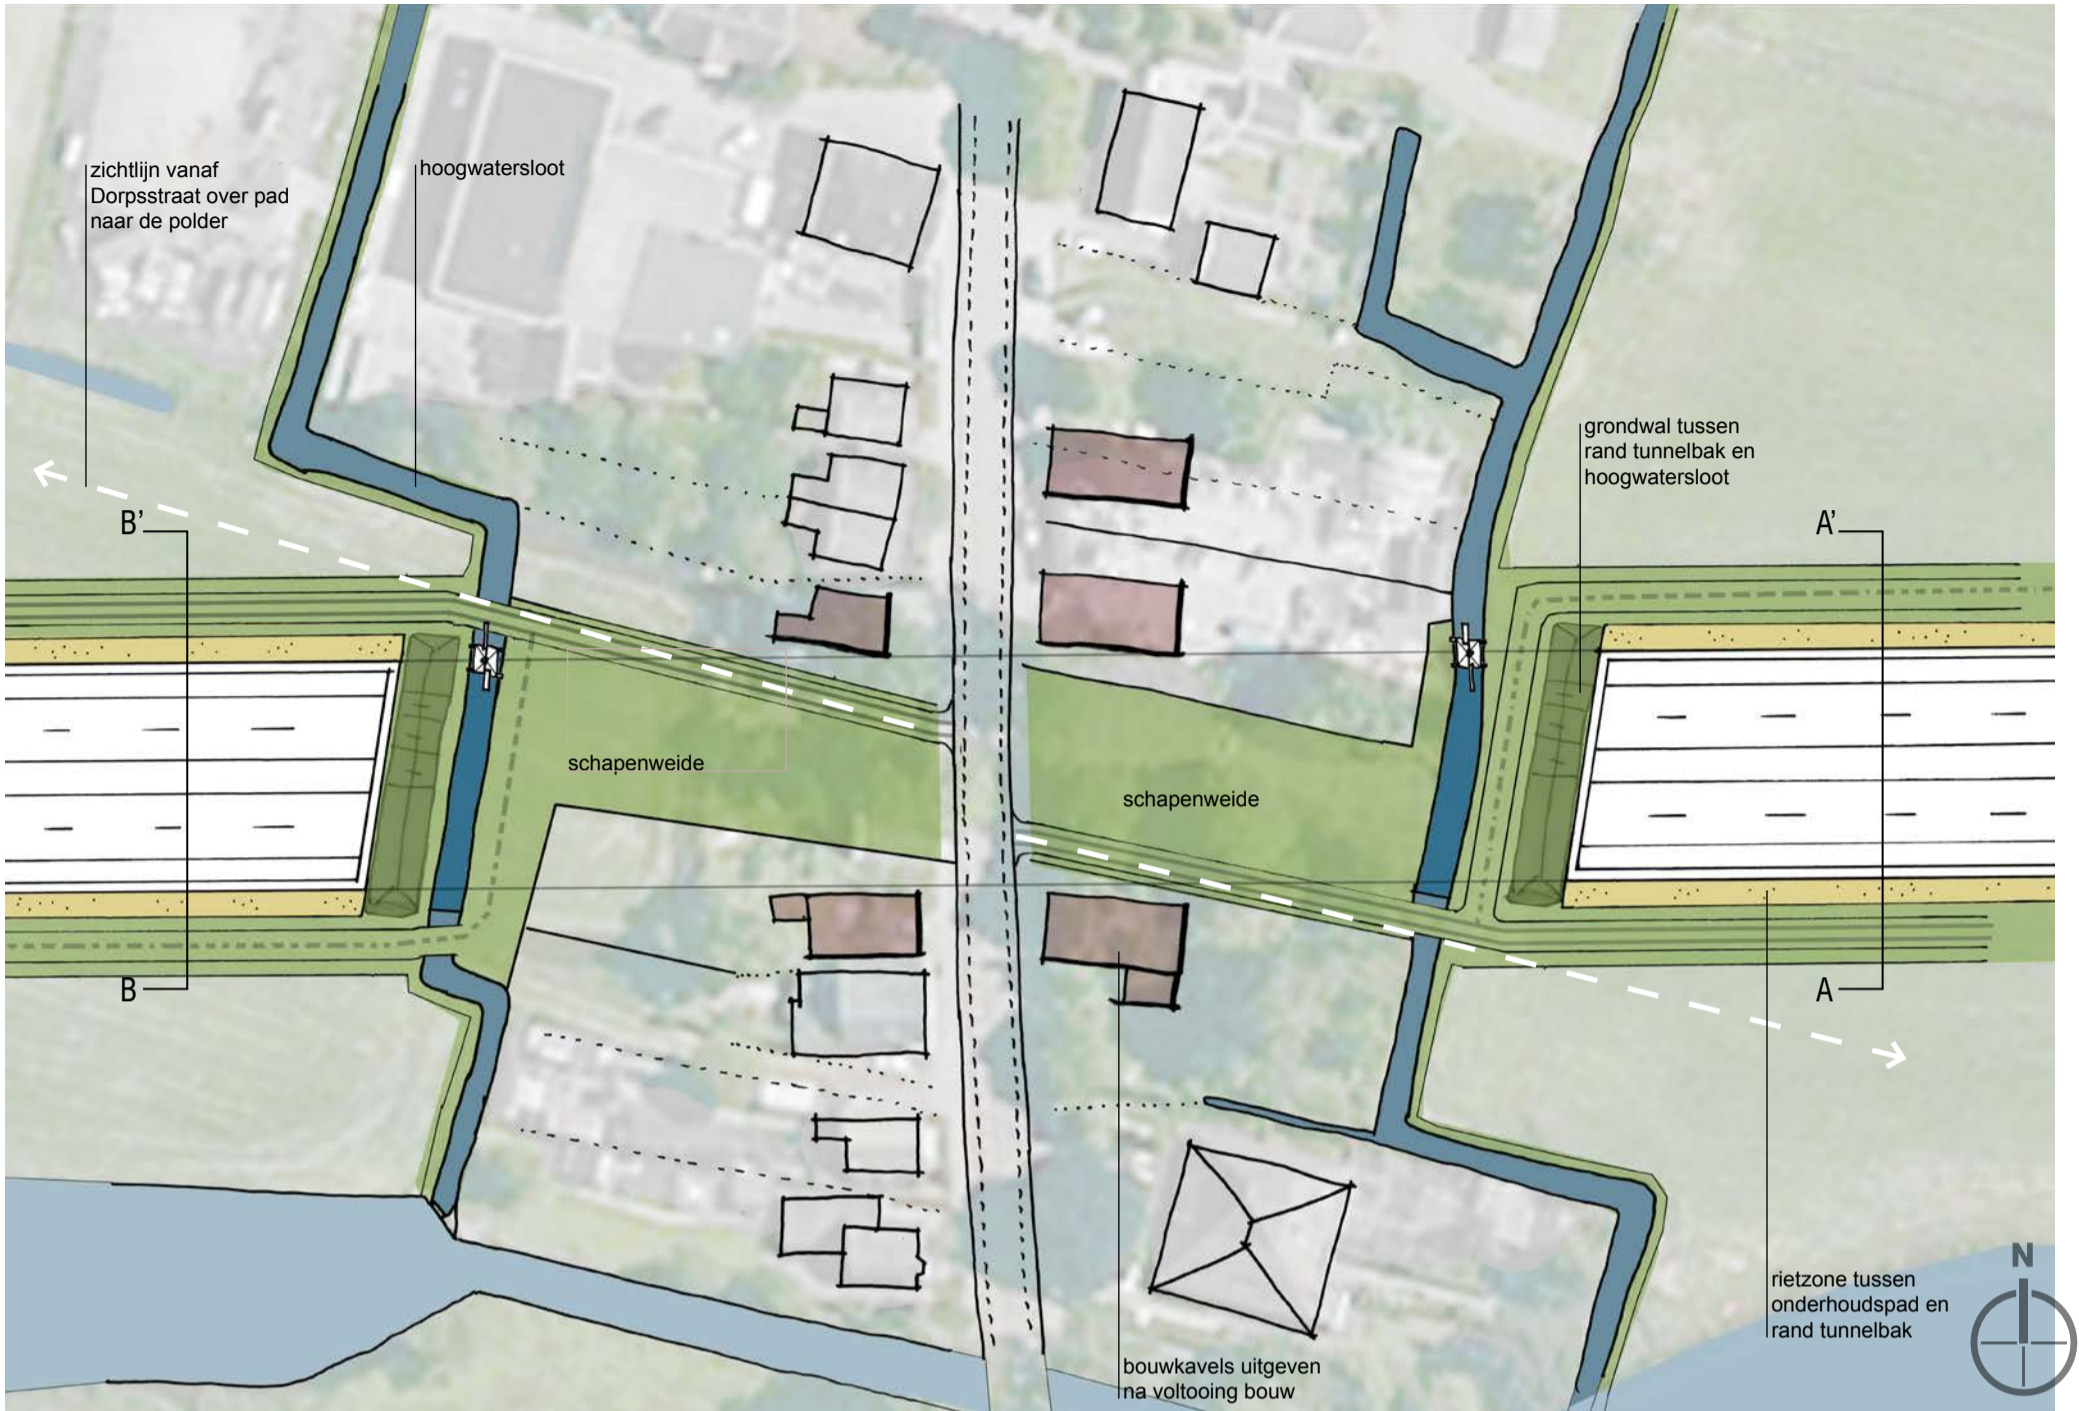 zichtlijn vanaf
Dorpsstraat over pad
naar de polder
hoogwatersloot
grondwal tussen
rand tunnelbak en
hoogwatersloot
B'
A'
schapenweide
schapenweide
B
A
rietzone tussen
onderhoudspad en
rand tunnelbak
N
bouwkavels uitgeven
na voltooing bouw